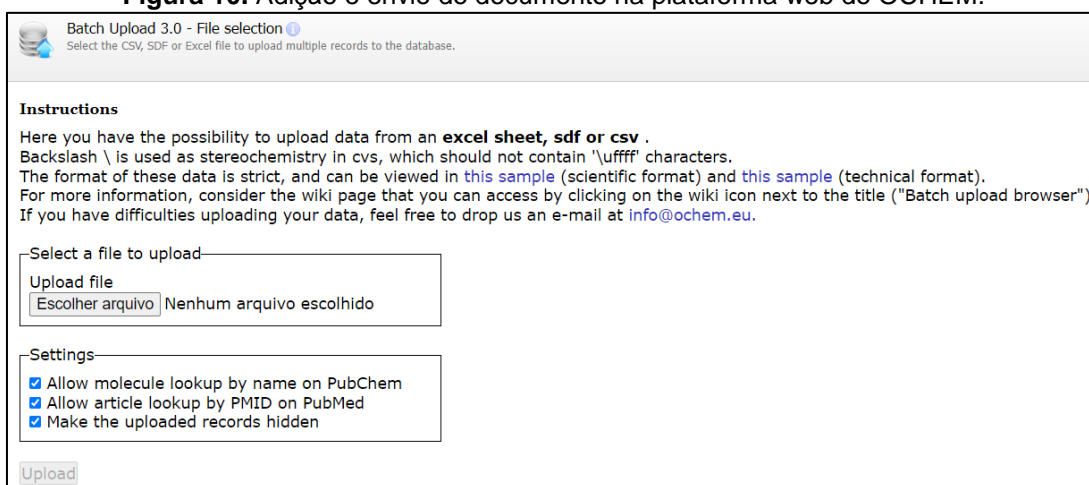 Figura 10. Adição e envio do documento na plataforma web do OCHEM.
Batch Upload 3.0 - File selection
Select the CSV, SDF or Excel file to upload multiple records to the database.
Instructions
Here you have the possibility to upload data from an excel sheet, sdf or csv .
Backslash \ is used as stereochemistry in cvs, which should not contain '\uffff' characters.
The format of these data is strict, and can be viewed in this sample (scientific format) and this sample (technical format).
For more information, consider the wiki page that you can access by clicking on the wiki icon next to the title ("Batch upload browser")
If you have difficulties uploading your data, feel free to drop us an e-mail at info@ochem.eu.
Select a file to upload
Upload file
Escolher arquivo Nenhum arquivo escolhido
Settings
Allow molecule lookup by name on PubChem
Allow article lookup by PMID on PubMed
Make the uploaded records hidden
Upload